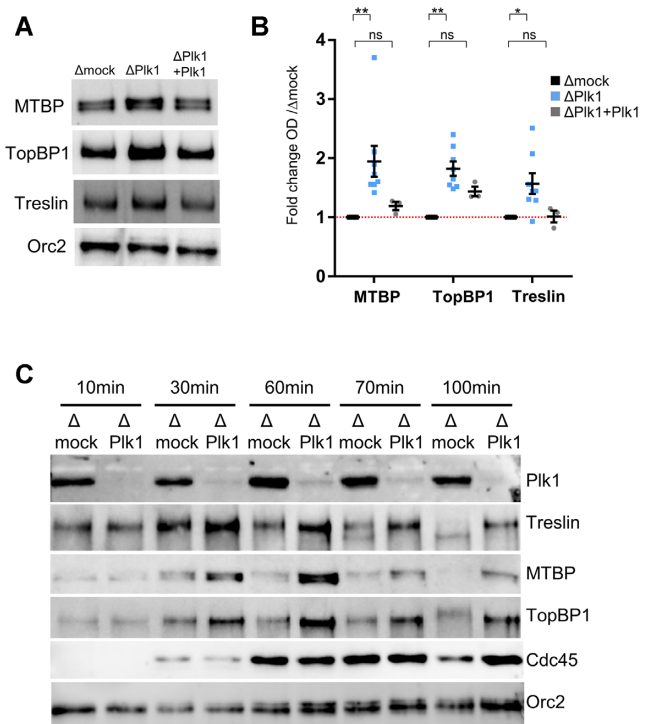 A
Δmock ΔPlk1 ΔPlk1
+Plk1
MTBP
TopBP1
Treslin
Orc2
B
** ** *
ns ns ns
4
3
2
1
0
Fold change OD /Δmock
Δmock
ΔPlk1
ΔPlk1+Plk1
MTBP TopBP1 Treslin
C
10min 30min 60min 70min 100min
Δ Δ Δ Δ Δ Δ Δ Δ Δ Δ
mock Plk1 mock Plk1 mock Plk1 mock Plk1 mock Plk1
Plk1
Treslin
MTBP
TopBP1
Cdc45
Orc2